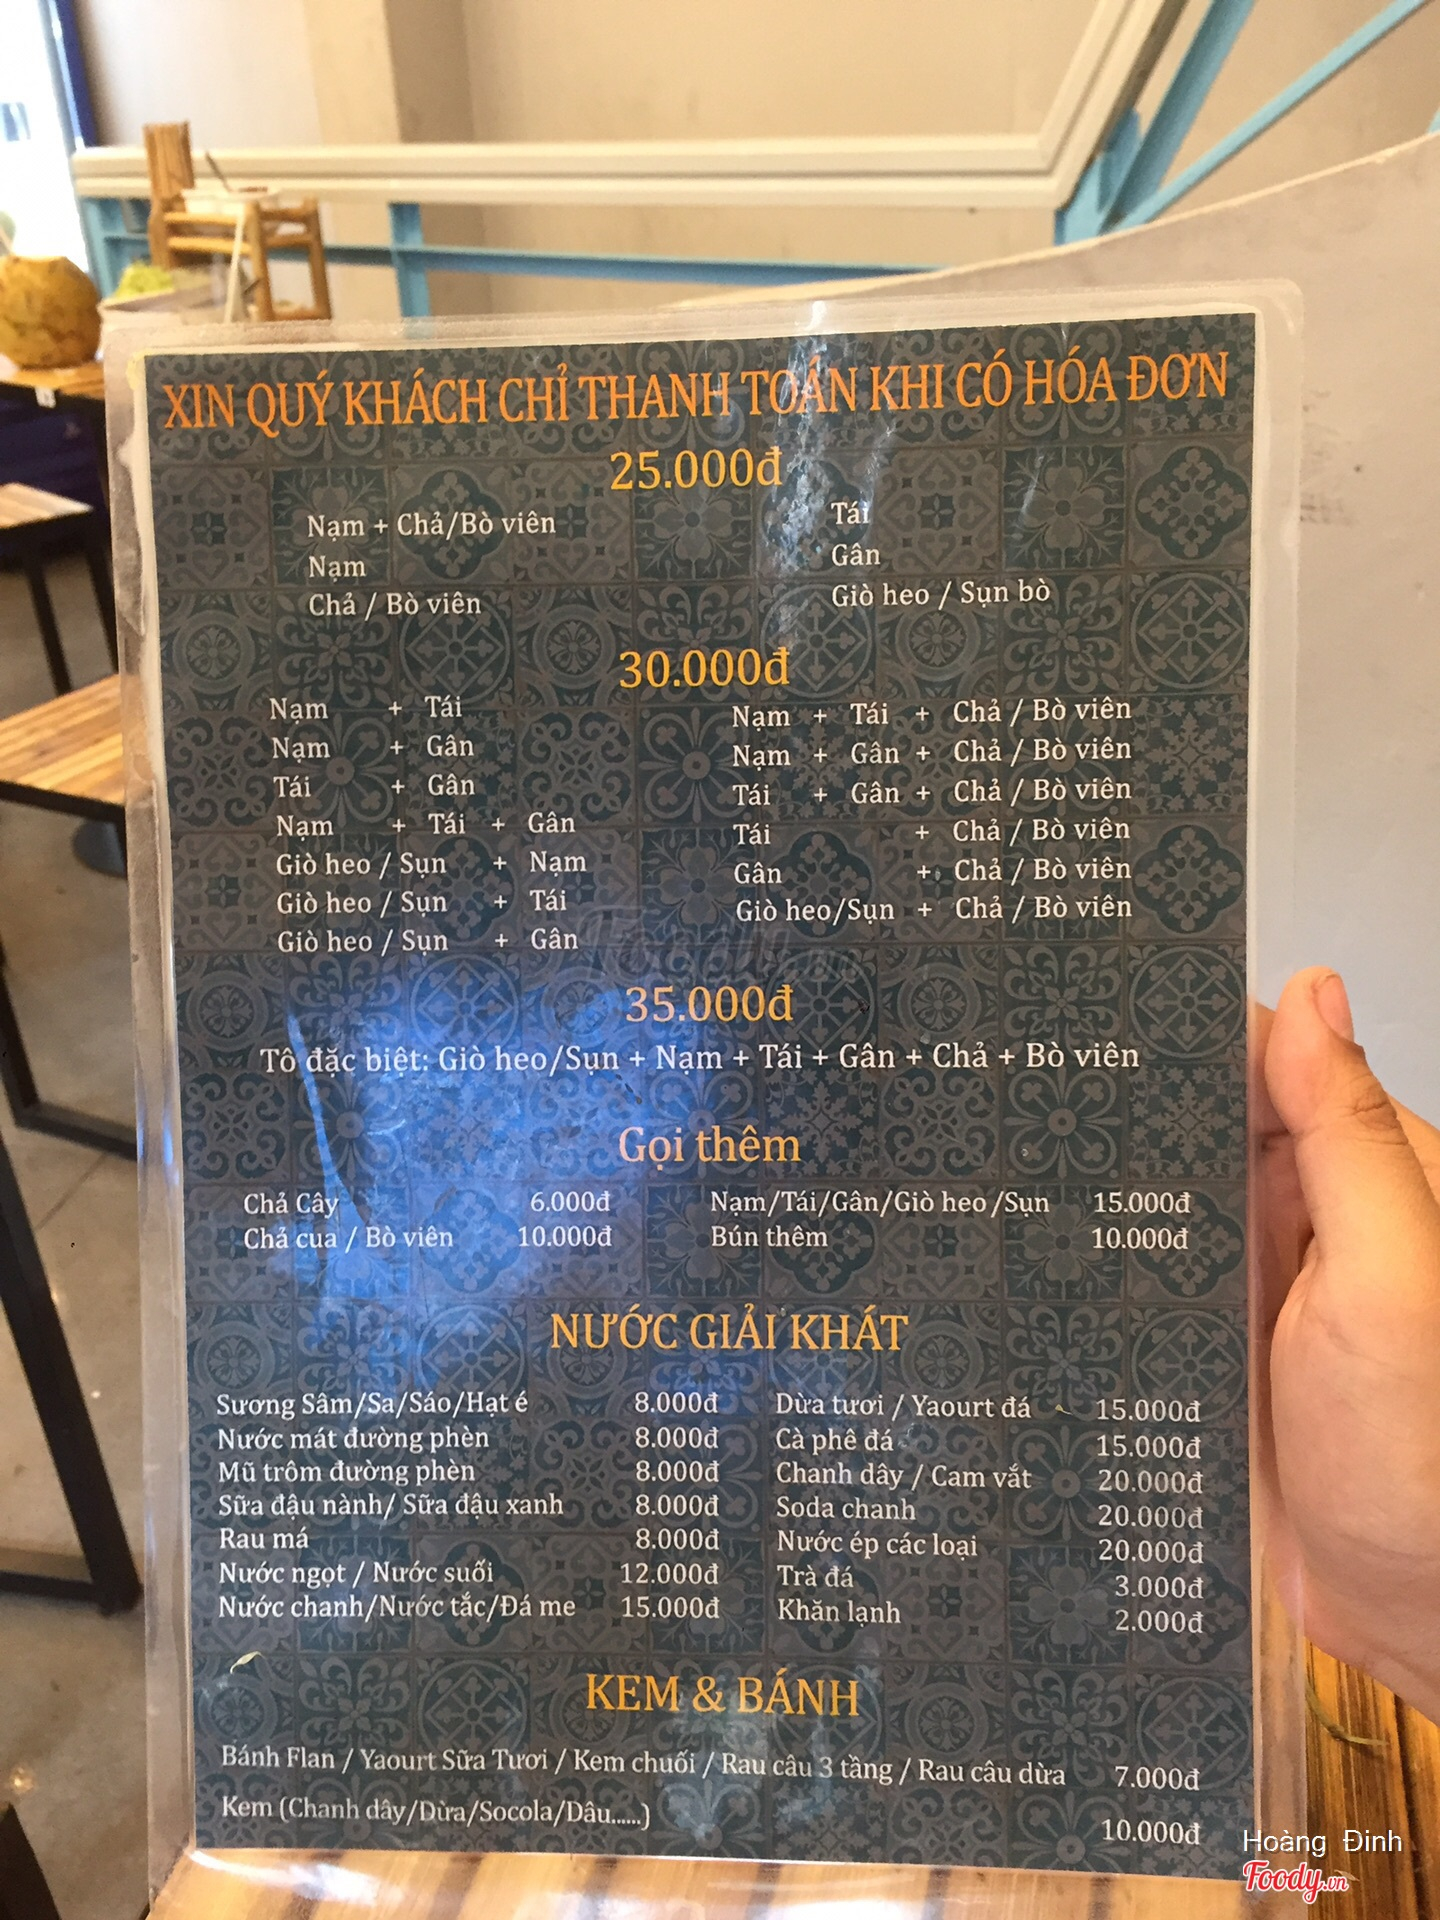 XIN QUÝ KHÁCH CHỈ THANH TOÁN KHI CÓ HÓA ĐƠN
25.000đ
Nạm + Chả/Bò viên
Nạm
Chả / Bò viên
Tái
Gân
Giò heo / Sụn bò
30.000đ
Nạm + Tái
Nạm + Gân
Tái + Gân
Nạm + Tái + Gân
Giò heo / Sụn + Nạm
Giò heo / Sụn + Tái
Giò heo / Sụn + Gân
Nạm + Tái + Chả / Bò viên
Nạm + Gân + Chả / Bò viên
Tái + Gân + Chả / Bò viên
Tái + Chả / Bò viên
Gân + Chả / Bò viên
Giò heo/Sụn + Chả / Bò viên
35.000đ
Tô đặc biệt: Giò heo/Sụn + Nạm + Tái + Gân + Chả + Bò viên
Gọi thêm
Chả Cây 6.000đ
Chả cua / Bò viên 10.000đ
Nạm/Tái/Gân/Giò heo /Sụn 15.000đ
Bún thêm 10.000đ
NƯỚC GIẢI KHÁT
Sương Sâm/Sa/Sáo/Hạt é 8.000đ
Nước mát đường phèn 8.000đ
Mũ trôm đường phèn 8.000đ
Sữa đậu nành/ Sữa đậu xanh 8.000đ
Rau má 8.000đ
Nước ngọt / Nước suối 12.000đ
Nước chanh/Nước tắc/Đá me 15.000đ
Dừa tươi / Yaourt đá 15.000đ
Cà phê đá 15.000đ
Chanh dây / Cam vắt 20.000đ
Soda chanh 20.000đ
Nước ép các loại 20.000đ
Trà đá 3.000đ
Khăn lạnh 2.000đ
KEM & BÁNH
Bánh Flan / Yaourt Sữa Tươi / Kem chuối / Rau câu 3 tầng / Rau câu dừa 7.000đ
Kem (Chanh dây/Dừa/Socola/Dâu......) 10.000đ
Hoàng Đinh
Foody.vn